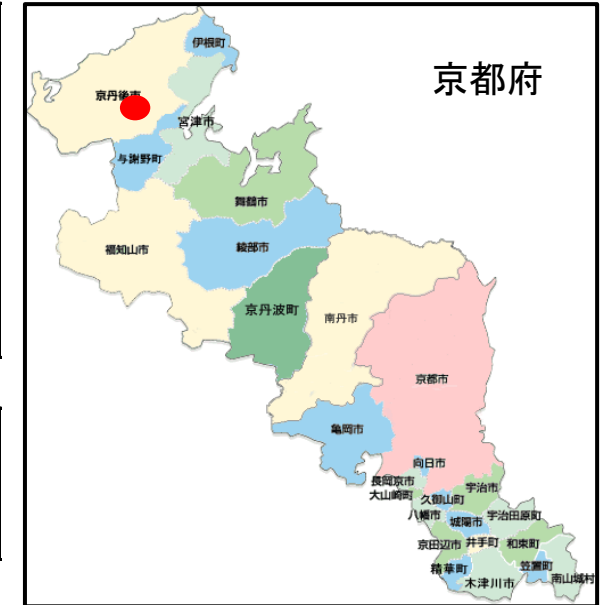 京都府
伊根町
京丹後市
宮津市
与謝野町
舞鶴市
福知山市
綾部市
京丹波町
南丹市
京都市
亀岡市
向日市
長岡京市
大山崎町
宇治市
久御山町
八幡市
宇治田原町
城陽市
京田辺市
井手町
和束町
精華町
笠置町
木津川市
南山城村